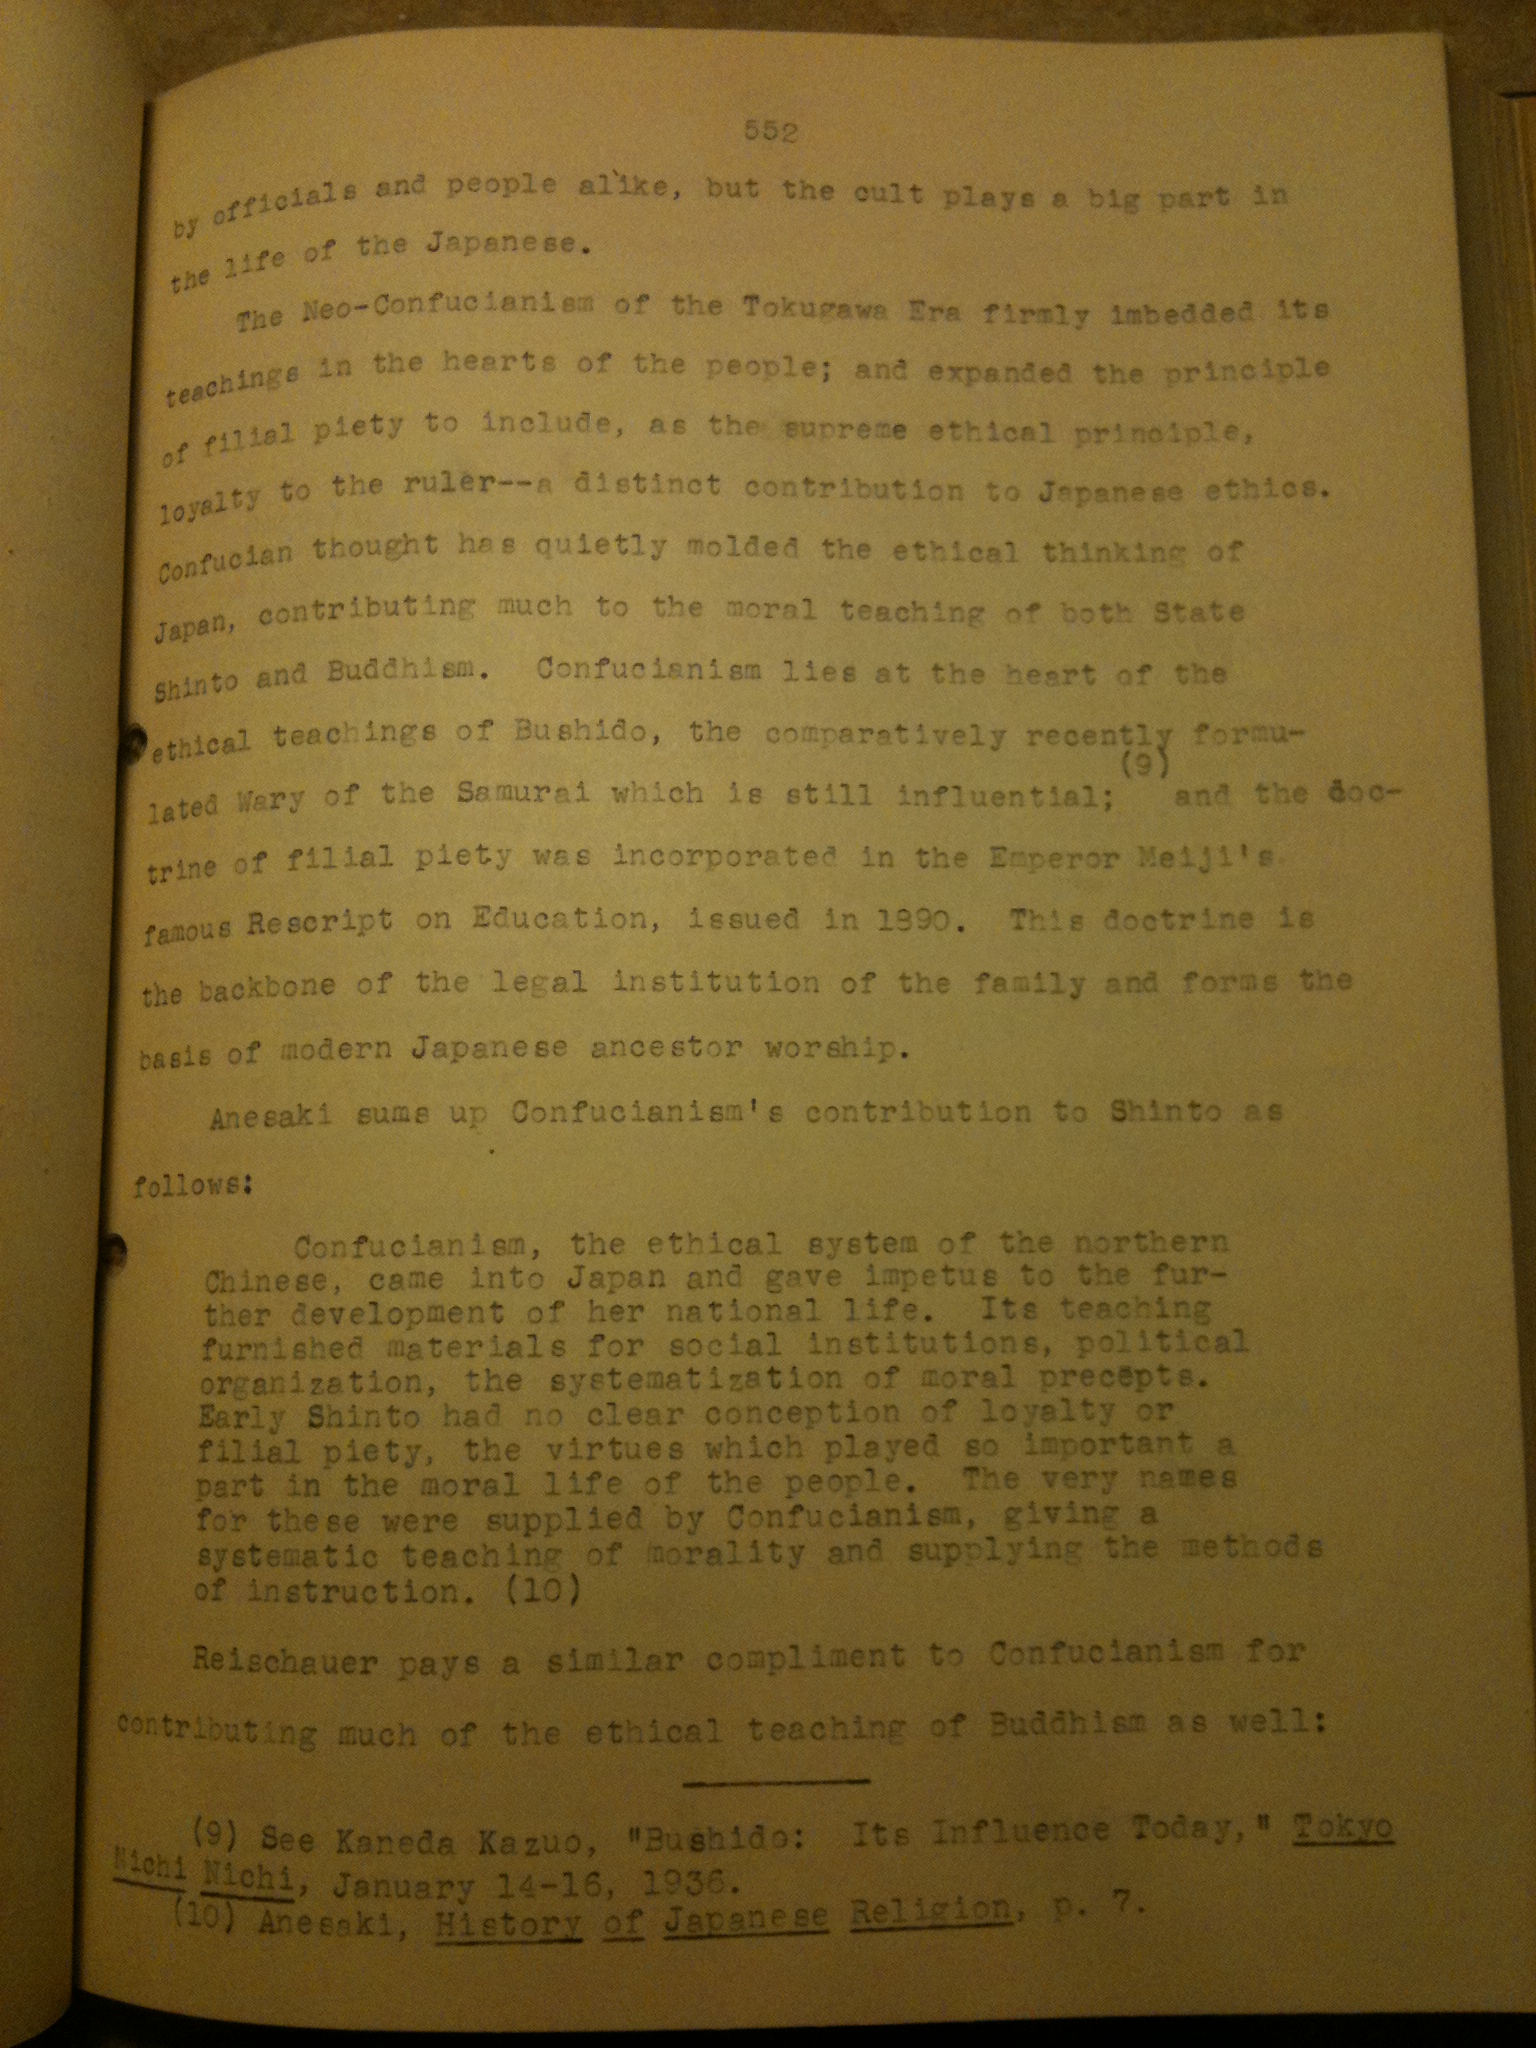 552
by officials and people alike, but the cult plays a big part in
the life of the Japanese.
The Neo-Confucianism of the Tokugawa Era firmly imbedded its
teachings in the hearts of the people; and expanded the principle
of filial piety to include, as the supreme ethical principle,
loyalty to the ruler--a distinct contribution to Japanese ethics.
Confucian thought has quietly molded the ethical thinking of
Japan, contributing much to the moral teaching of both State
Shinto and Buddhism. Confucianism lies at the heart of the
ethical teachings of Bushido, the comparatively recently formu-
lated Wary of the Samurai which is still influential; (9) and the doc-
trine of filial piety was incorporated in the Emperor Meiji's
famous Rescript on Education, issued in 1890. This doctrine is
the backbone of the legal institution of the family and forms the
basis of modern Japanese ancestor worship.
Anesaki sums up Confucianism's contribution to Shinto as
follows:
Confucianism, the ethical system of the northern
Chinese, came into Japan and gave impetus to the fur-
ther development of her national life. Its teaching
furnished materials for social institutions, political
organization, the systematization of moral precepts.
Early Shinto had no clear conception of loyalty or
filial piety, the virtues which played so important a
part in the moral life of the people. The very names
for these were supplied by Confucianism, giving a
systematic teaching of morality and supplying the methods
of instruction. (10)
Reischauer pays a similar compliment to Confucianism for
contributing much of the ethical teaching of Buddhism as well:
(9) See Kaneda Kazuo, "Bushido: Its Influence Today," Tokyo
Nichi Nichi, January 14-16, 1936.
(10) Anesaki, History of Japanese Religion, p. 7.